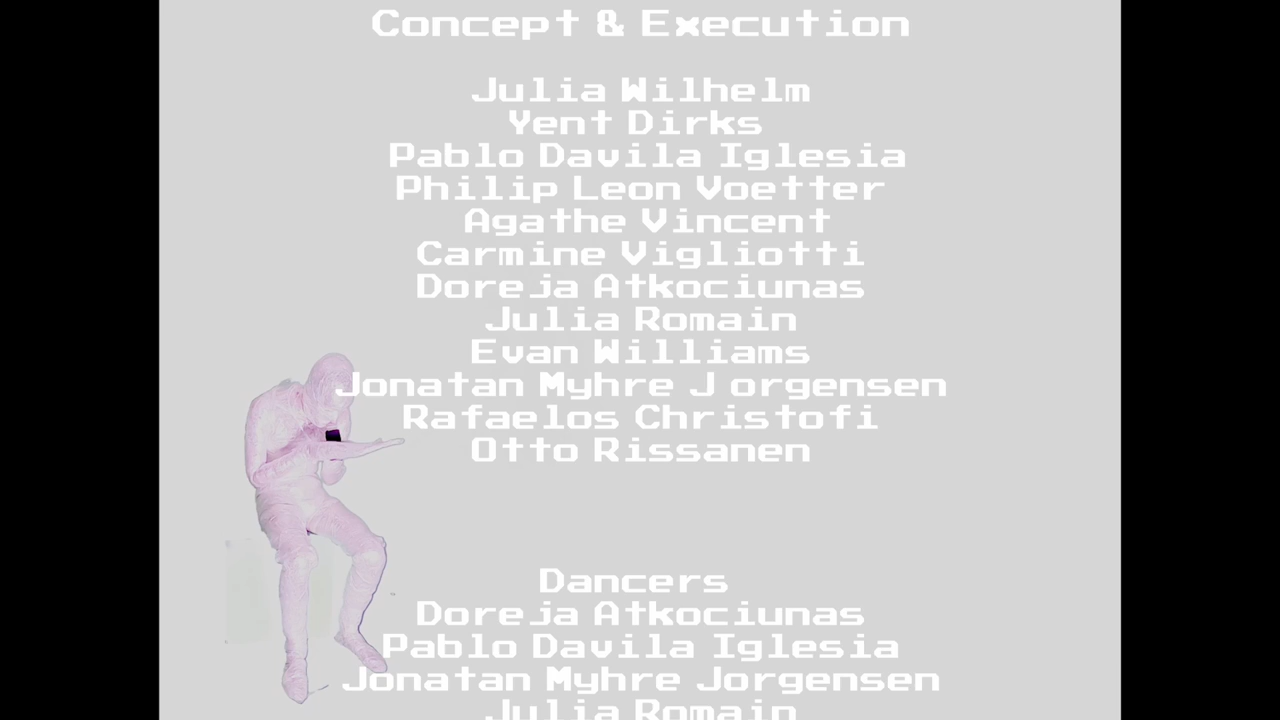 Concept & Execution
Julia Wilhelm
Yent Dirks
Pablo Davila Iglesia
Philip Leon Voetter
Agathe Vincent
Carmine Vigliotti
Doreja Atkociunas
Julia Romain
Evan Williams
Jonatan Myhre J orgensen
Rafaelos Christofi
Otto Rissanen
Dancers
Doreja Atkociunas
Pablo Davila Iglesia
Jonatan Myhre Jorgensen
Julia Romain